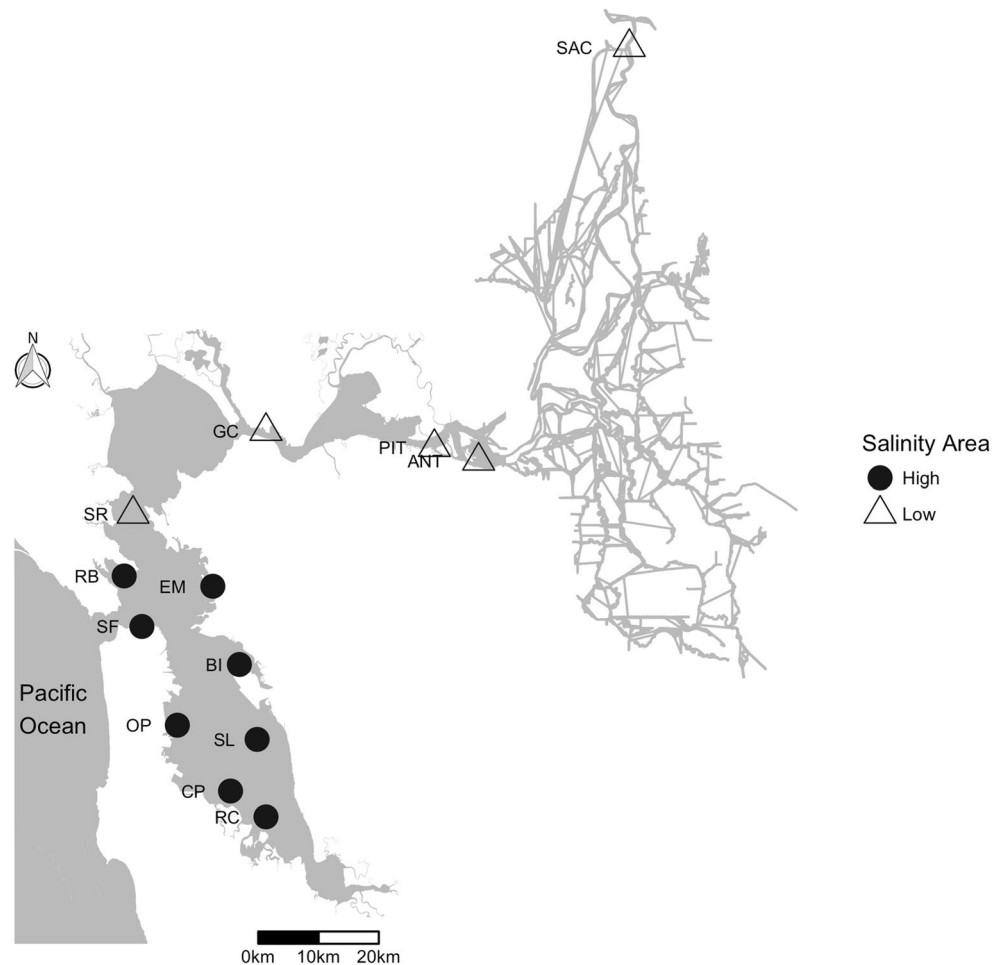 SAC
N
GC
PIT
ANT
Salinity Area
High
Low
SR
RB
EM
SF
BI
Pacific
Ocean
OP
SL
CP
RC
0km 10km 20km